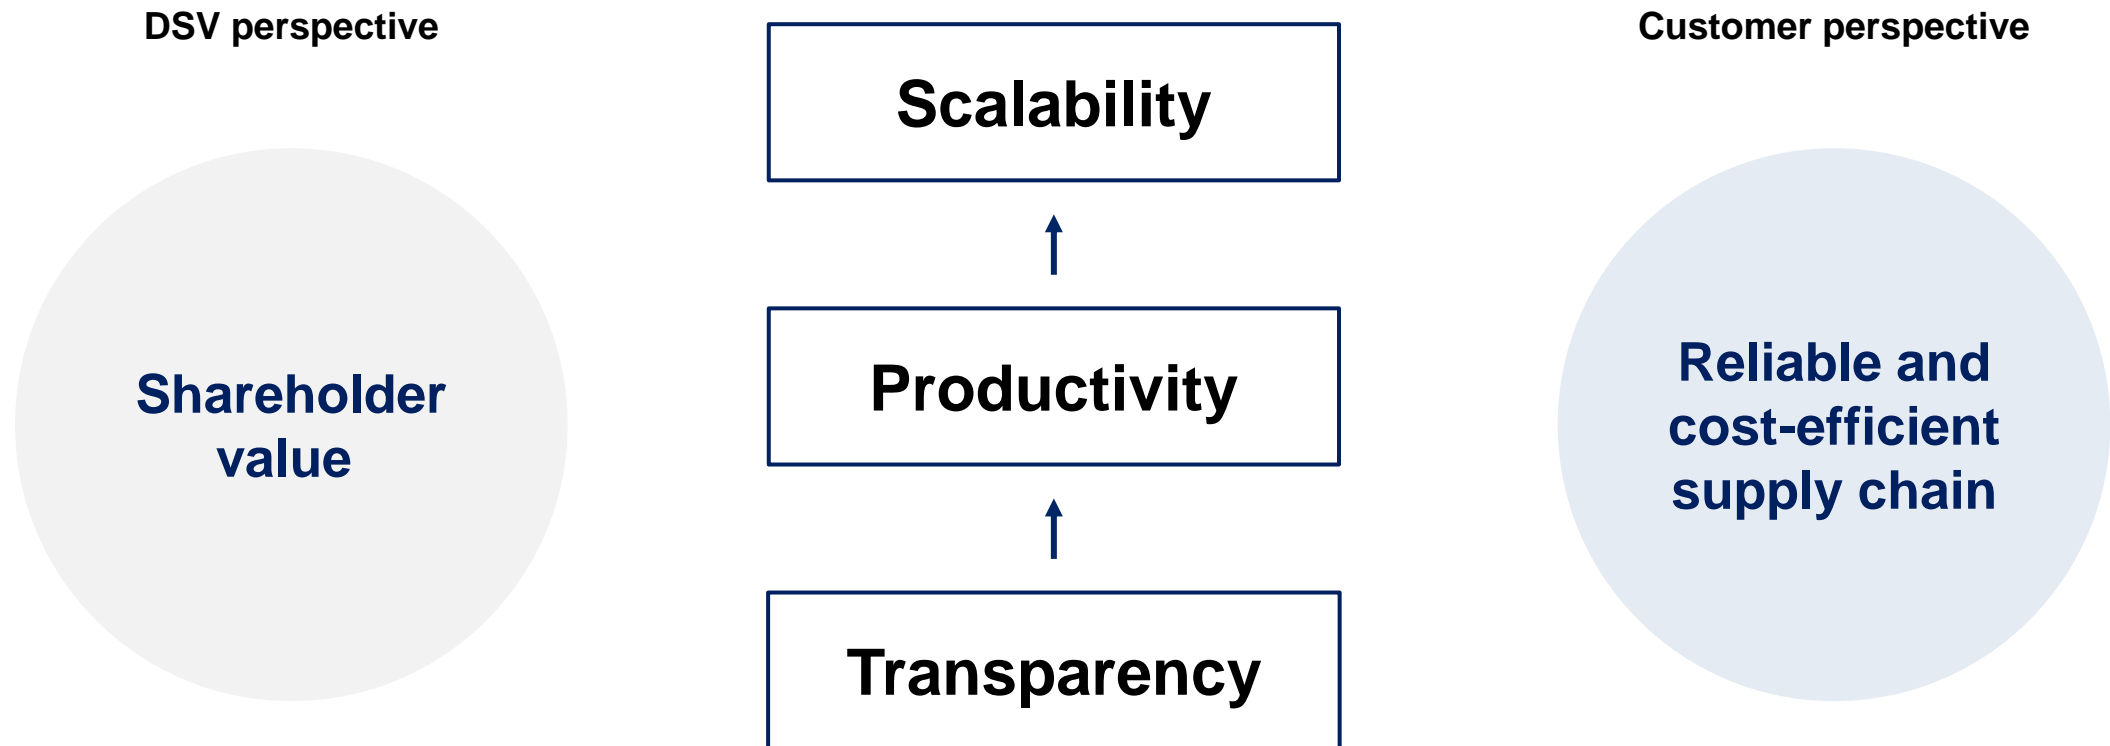 DSV perspective
Shareholder
value
Scalability
Productivity
Transparency
Customer perspective
Reliable and
cost-efficient
supply chain